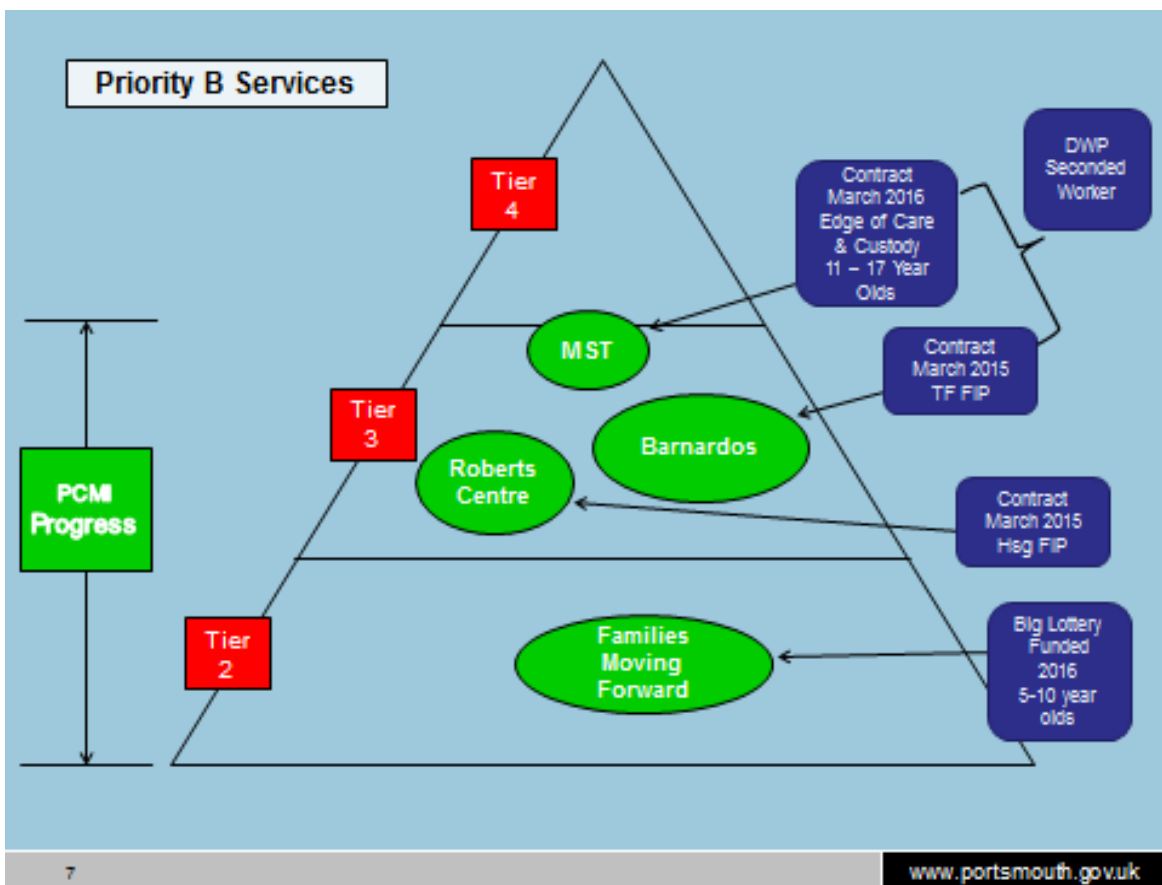 Priority B Services
Tier
4
Contract
March 2016
Edge of Care
& Custody
11 – 17 Year
Olds
DWP
Seconded
Worker
MST
Contract
March 2015
TF FIP
Tier
3
Barnardos
Roberts
Centre
PCMI
Progress
Contract
March 2015
Hsg FIP
Tier
2
Families
Moving
Forward
Big Lottery
Funded
2016
5-10 year
olds
7
www.portsmouth.gov.uk